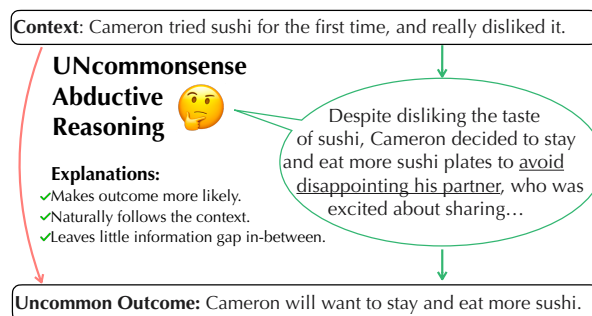 Context: Cameron tried sushi for the first time, and really disliked it.
UNcommonsense
Abductive
Reasoning
Explanations:
Makes outcome more likely.
Naturally follows the context.
Leaves little information gap in-between.
Despite disliking the taste
of sushi, Cameron decided to stay
and eat more sushi plates to avoid
disappointing his partner, who was
excited about sharing...
Uncommon Outcome: Cameron will want to stay and eat more sushi.